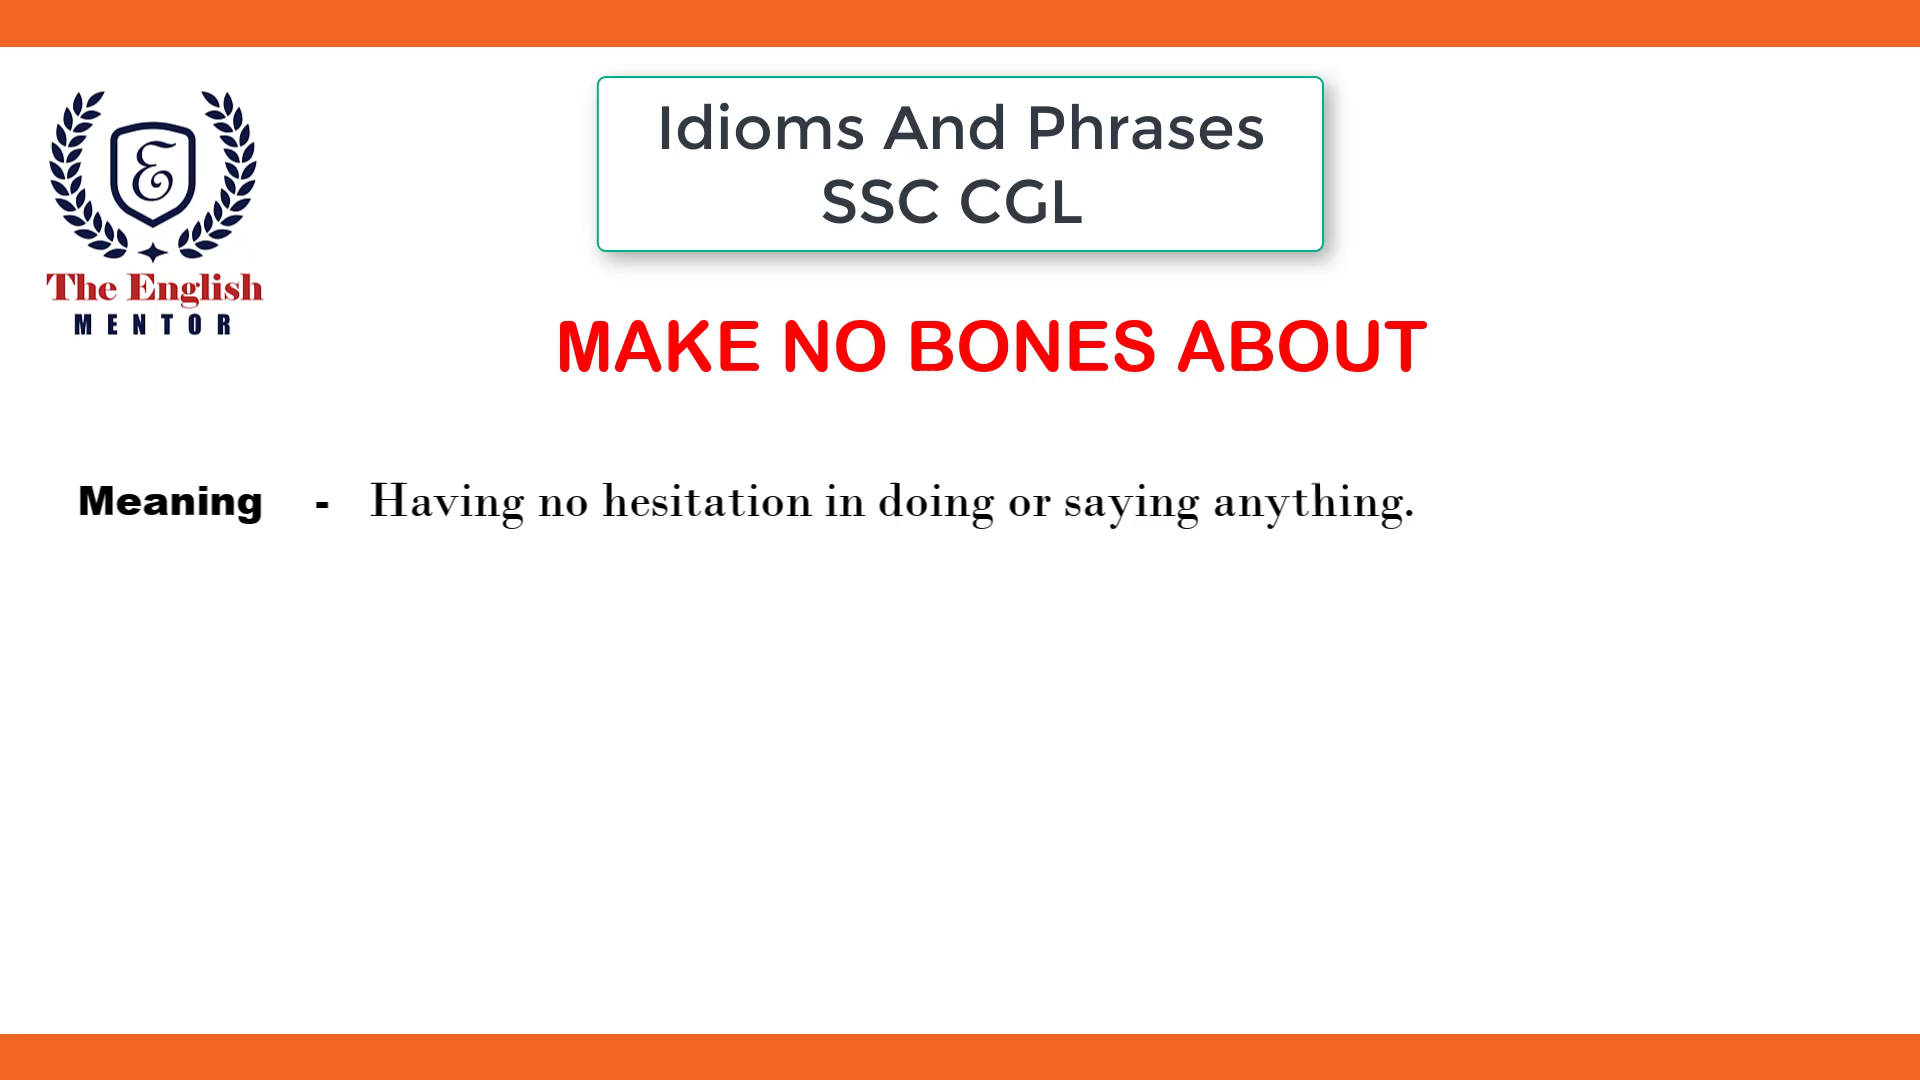 Idioms And Phrases
SSC CGL
E
The English
MENTOR
MAKE NO BONES ABOUT
Meaning - Having no hesitation in doing or saying anything.